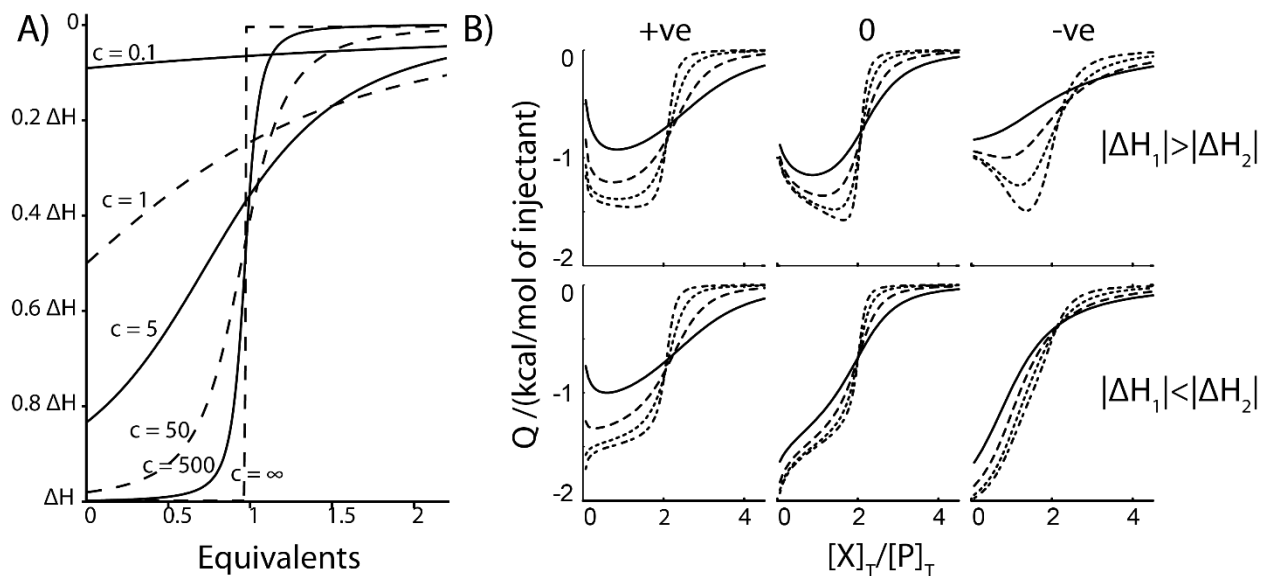 A)
0
0.2 ΔH
0.4 ΔH
0.6 ΔH
0.8 ΔH
ΔH
c = 0.1
c = 1
c = 5
c = 50
c = 500
c = ∞
0 0.5 1 1.5 2
Equivalents
B)
+ve 0 -ve
0
-1
-2
|ΔH₁|>|ΔH₂|
0
-1
-2
|ΔH₁|<|ΔH₂|
Q /(kcal/mol of injectant)
0 2 4 0 2 4 0 2 4
[X]T/[P]T